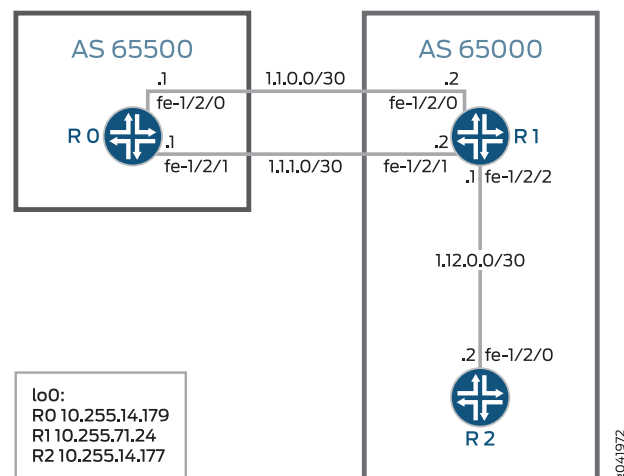 AS 65500
AS 65000
.1
1.1.0.0/30
.2
fe-1/2/0
fe-1/2/0
R 0
.1
.2
R 1
fe-1/2/1
1.1.1.0/30
fe-1/2/1
.1 fe-1/2/2
1.12.0.0/30
.2 fe-1/2/0
R 2
lo0:
R0 10.255.14.179
R1 10.255.71.24
R2 10.255.14.177